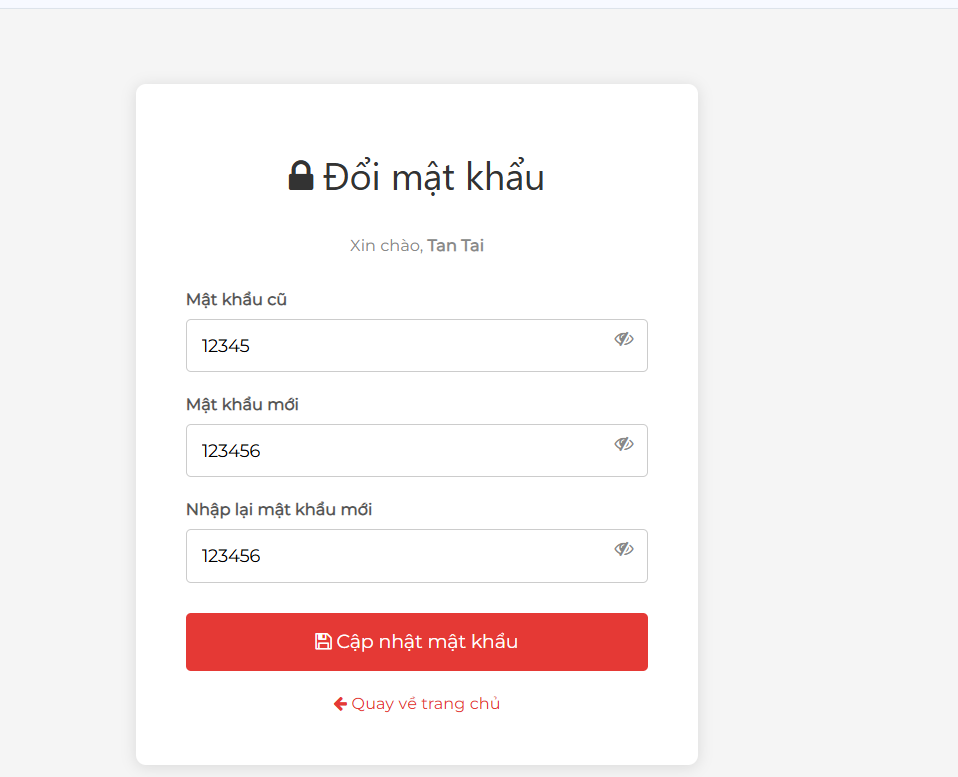 Đổi mật khẩu
Xin chào, Tan Tai
Mật khẩu cũ
12345
Mật khẩu mới
123456
Nhập lại mật khẩu mới
123456
Cập nhật mật khẩu
Quay về trang chủ